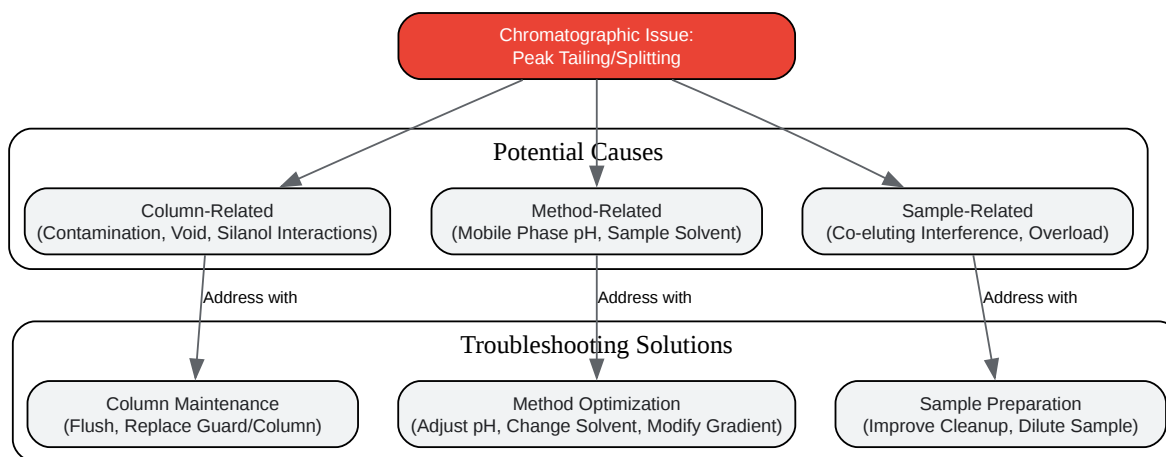 Chromatographic Issue:
Peak Tailing/Splitting
Potential Causes
Column-Related
(Contamination, Void, Silanol Interactions)
Method-Related
(Mobile Phase pH, Sample Solvent)
Sample-Related
(Co-eluting Interference, Overload)
Address with
Address with
Address with
Troubleshooting Solutions
Column Maintenance
(Flush, Replace Guard/Column)
Method Optimization
(Adjust pH, Change Solvent, Modify Gradient)
Sample Preparation
(Improve Cleanup, Dilute Sample)